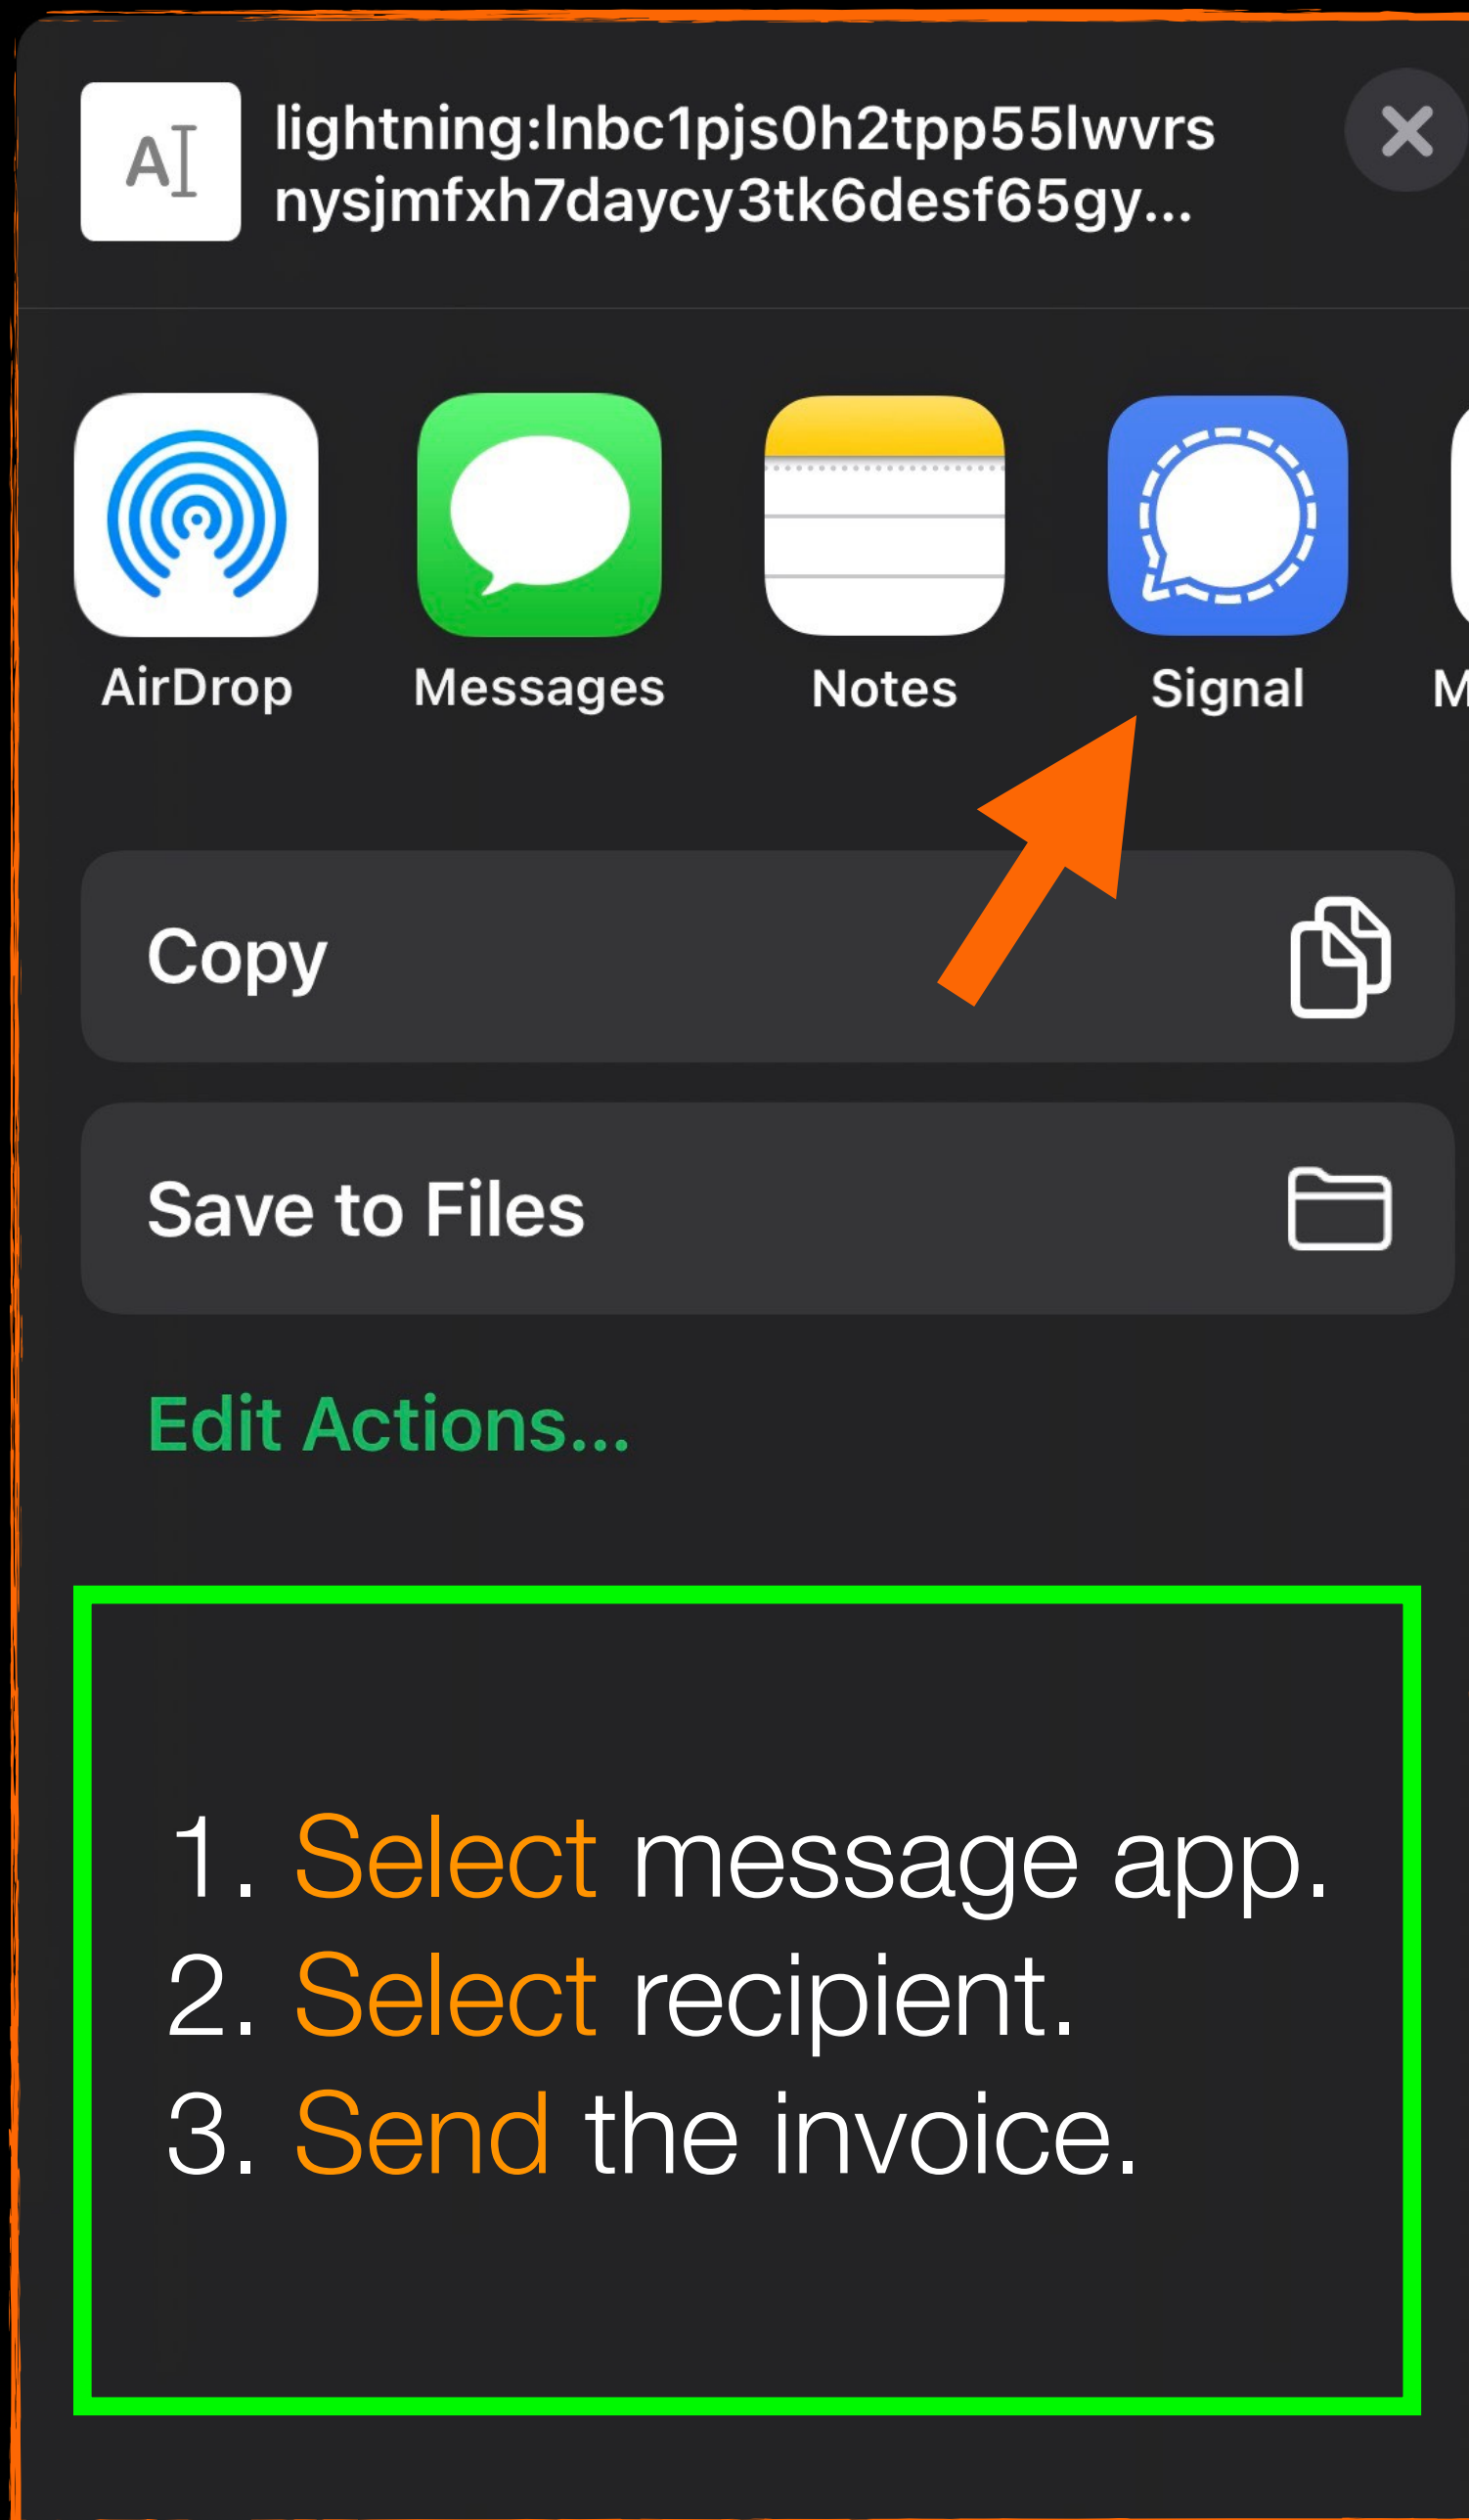 lightning:lnbc1pjs0h2tpp55lwvrs
nysjmfxh7daycy3tk6desf65gy...
AirDrop
Messages
Notes
Signal
Copy
Save to Files
Edit Actions...
1. Select message app.
2. Select recipient.
3. Send the invoice.